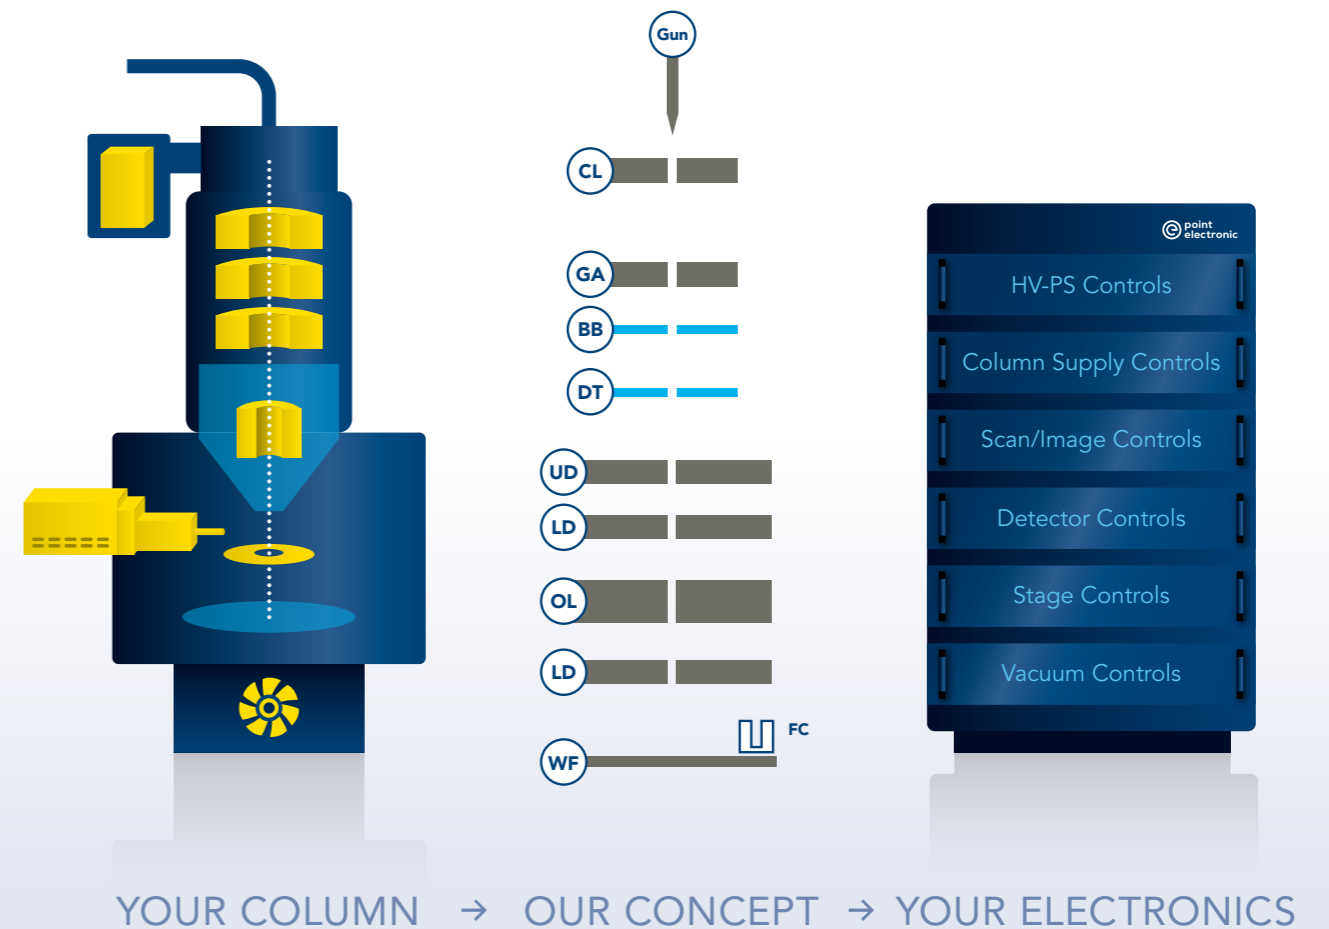 Gun
CL
GA
BB
DT
UD
LD
OL
LD
FC
WF
point
electronic
HV-PS Controls
Column Supply Controls
Scan/Image Controls
Detector Controls
Stage Controls
Vacuum Controls
YOUR COLUMN → OUR CONCEPT → YOUR ELECTRONICS